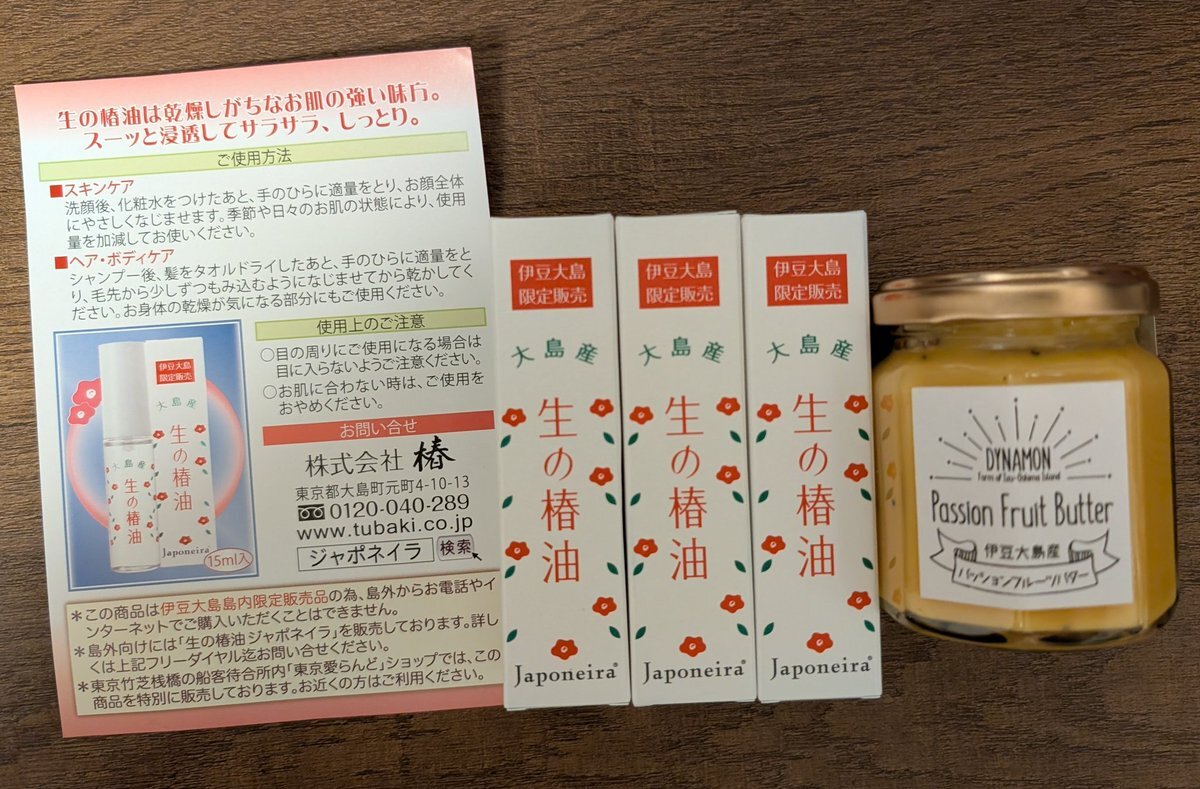 生の椿油は乾燥しがちなお肌の強い味方。
スーッと浸透してサラサラ、しっとり。
ご使用方法
■スキンケア
洗顔後、化粧水をつけたあと、手のひらに適量をとり、お顔全体
にやさしくなじませます。季節や日々のお肌の状態により、使用
量を加減してお使いください。
■ヘア・ボディケア
シャンプー後、髪をタオルドライしたあと、手のひらに適量をと
り、毛先から少しずつもみ込むようになじませてから乾かしてくだ
さい。お身体の乾燥が気になる部分にもご使用ください。
使用上のご注意
○目の周りにご使用になる場合は
目に入らないようご注意ください。
○お肌に合わない時は、ご使用を
おやめください。
お問い合せ
株式会社 椿
東京都大島町元町4-10-13
0120-040-289
www.tubaki.co.jp
ジャポネイラ 検索
伊豆大島
限定販売
大島産
生の椿油
大島産
生の椿油
Japoneira
15ml入
*この商品は伊豆大島島内限定販売品の為、島外からお電話やイ
ンターネットでご購入いただくことはできません。
*島外向けには「生の椿油 ジャポネイラ」を販売しております。詳し
くは上記フリーダイヤル迄お問い合せください。
*東京竹芝桟橋の船客待合所内「東京愛らんど」ショップでは、この
商品を特別に販売しております。お近くの方はご利用ください。
伊豆大島
限定販売
大島産
生の椿油
Japoneira®
伊豆大島
限定販売
大島産
生の椿油
Japoneira®
伊豆大島
限定販売
大島産
生の椿油
Japoneira®
DYNAMON
Farm of Izu-Oshima Island
Passion Fruit Butter
伊豆大島産
パッションフルーツバター